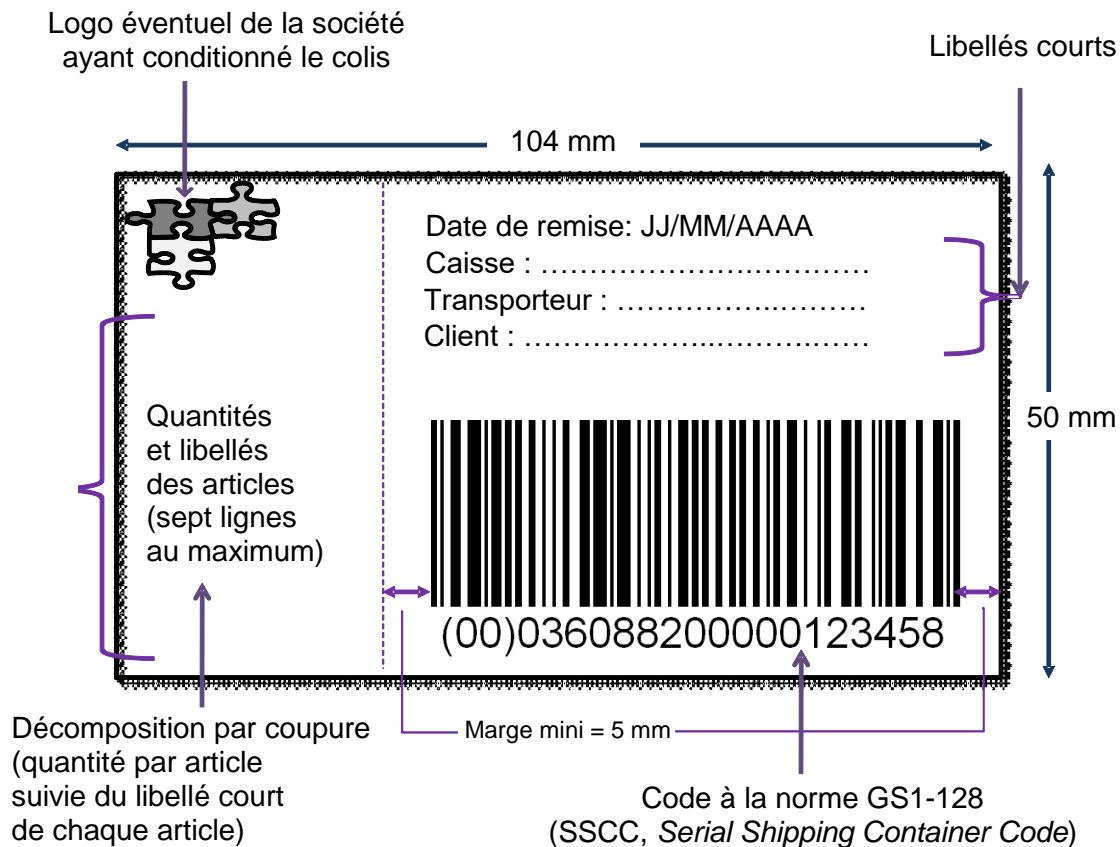 Logo éventuel de la société
ayant conditionné le colis
Libellés courts
104 mm
Date de remise: JJ/MM/AAAA
Caisse : ……………………..…………
Transporteur : ………………..………
Client : ………………...………..……
50 mm
Quantités
et libellés
des articles
(sept lignes
au maximum)
(00)036088200000123458
Marge mini = 5 mm
Décomposition par coupure
(quantité par article
suivie du libellé court
de chaque article)
Code à la norme GS1-128
(SSCC, Serial Shipping Container Code)